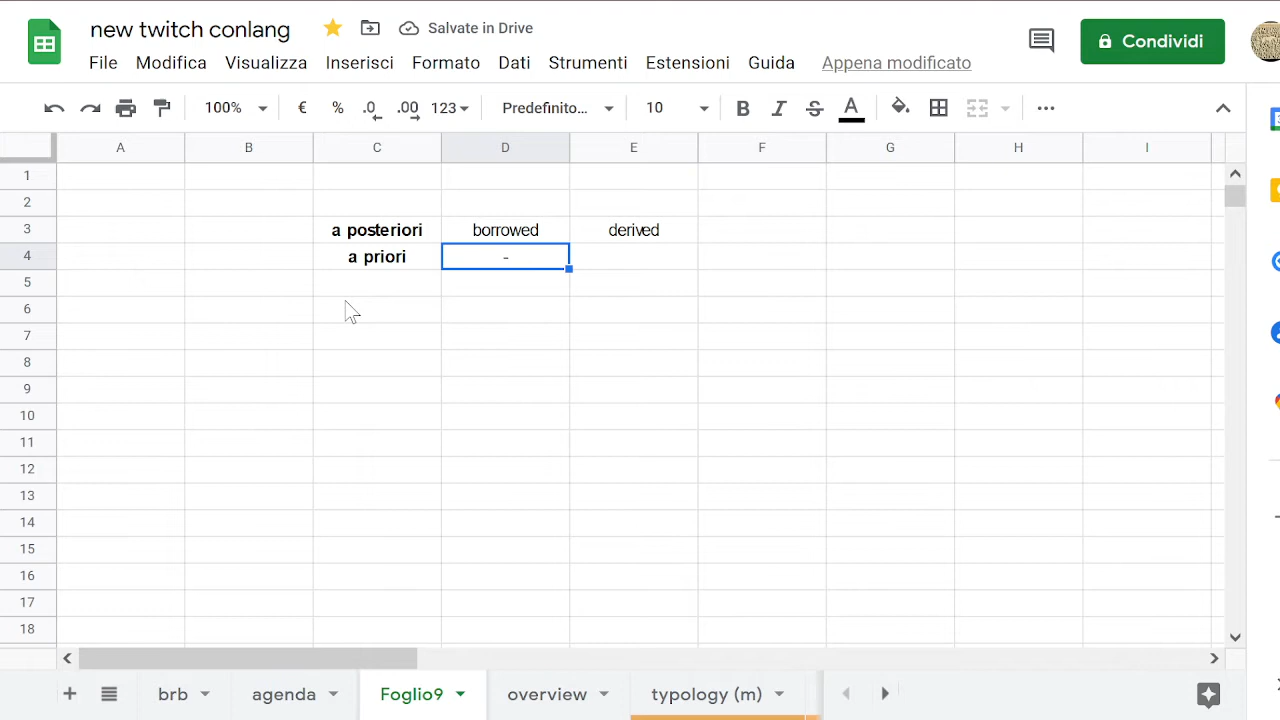 new twitch conlang
Salvate in Drive
Condividi
File Modifica Visualizza Inserisci Formato Dati Strumenti Estensioni Guida Appena modificato
100% € % .0 .00 123 Predefinito... 10 B I S A
A B C D E F G H I
1
2
3 a posteriori borrowed derived
4 a priori -
5
6
7
8
9
10
11
12
13
14
15
16
17
18
brb agenda Foglio9 overview typology (m)